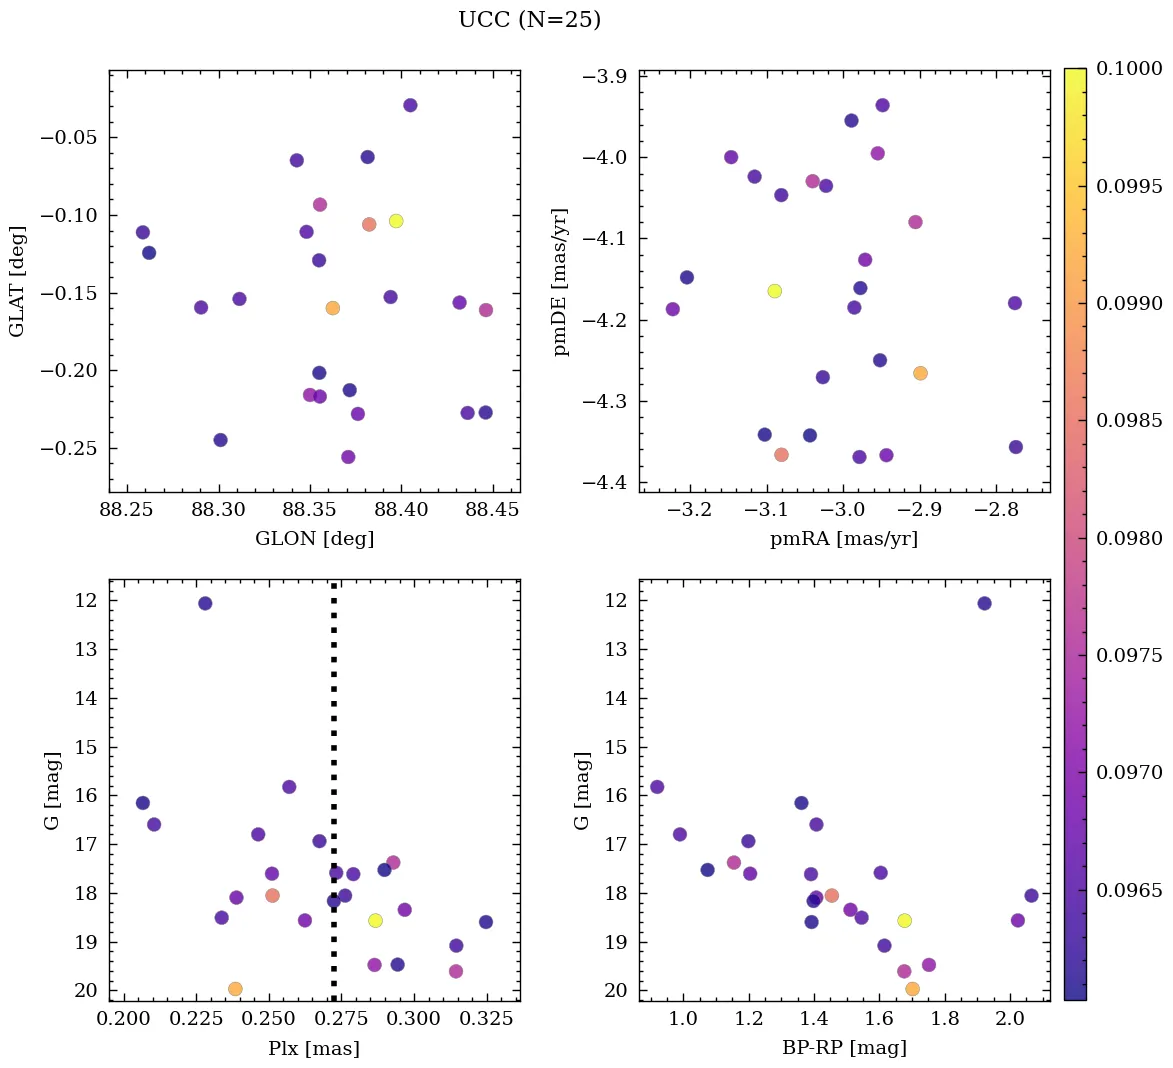 UCC (N=25)
−0.05
−0.10
−0.15
−0.20
−0.25
GLAT [deg]
88.25 88.30 88.35 88.40 88.45
GLON [deg]
−3.9
−4.0
−4.1
−4.2
−4.3
−4.4
pmDE [mas/yr]
−3.2 −3.1 −3.0 −2.9 −2.8
pmRA [mas/yr]
12
13
14
15
16
17
18
19
20
G [mag]
0.200 0.225 0.250 0.275 0.300 0.325
Plx [mas]
12
13
14
15
16
17
18
19
20
G [mag]
1.0 1.2 1.4 1.6 1.8 2.0
BP-RP [mag]
0.1000
0.0995
0.0990
0.0985
0.0980
0.0975
0.0970
0.0965